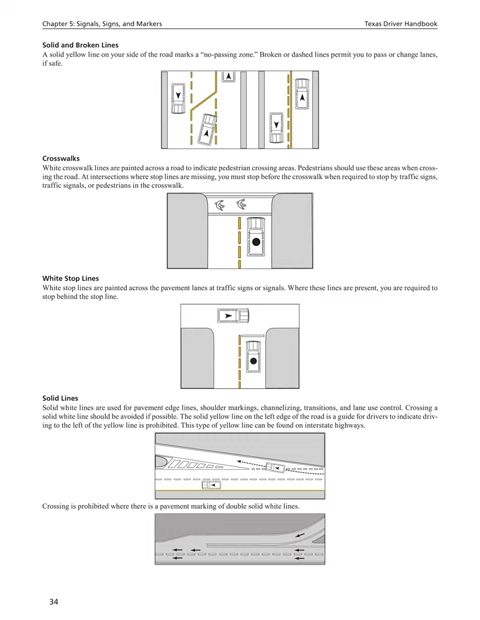 Chapter 5: Signals, Signs, and Markers
Texas Driver Handbook
Solid and Broken Lines
A solid yellow line on your side of the road marks a “no-passing zone.” Broken or dashed lines permit you to pass or change lanes,
if safe.
Crosswalks
White crosswalk lines are painted across a road to indicate pedestrian crossing areas. Pedestrians should use these areas when cross-
ing the road. At intersections where stop lines are missing, you must stop before the crosswalk when required to stop by traffic signs,
traffic signals, or pedestrians in the crosswalk.
White Stop Lines
White stop lines are painted across the pavement lanes at traffic signs or signals. Where these lines are present, you are required to
stop behind the stop line.
Solid Lines
Solid white lines are used for pavement edge lines, shoulder markings, channelizing, transitions, and lane use control. Crossing a
solid white line should be avoided if possible. The solid yellow line on the left edge of the road is a guide for drivers to indicate driv-
ing to the left of the yellow line is prohibited. This type of yellow line can be found on interstate highways.
Crossing is prohibited where there is a pavement marking of double solid white lines.
34